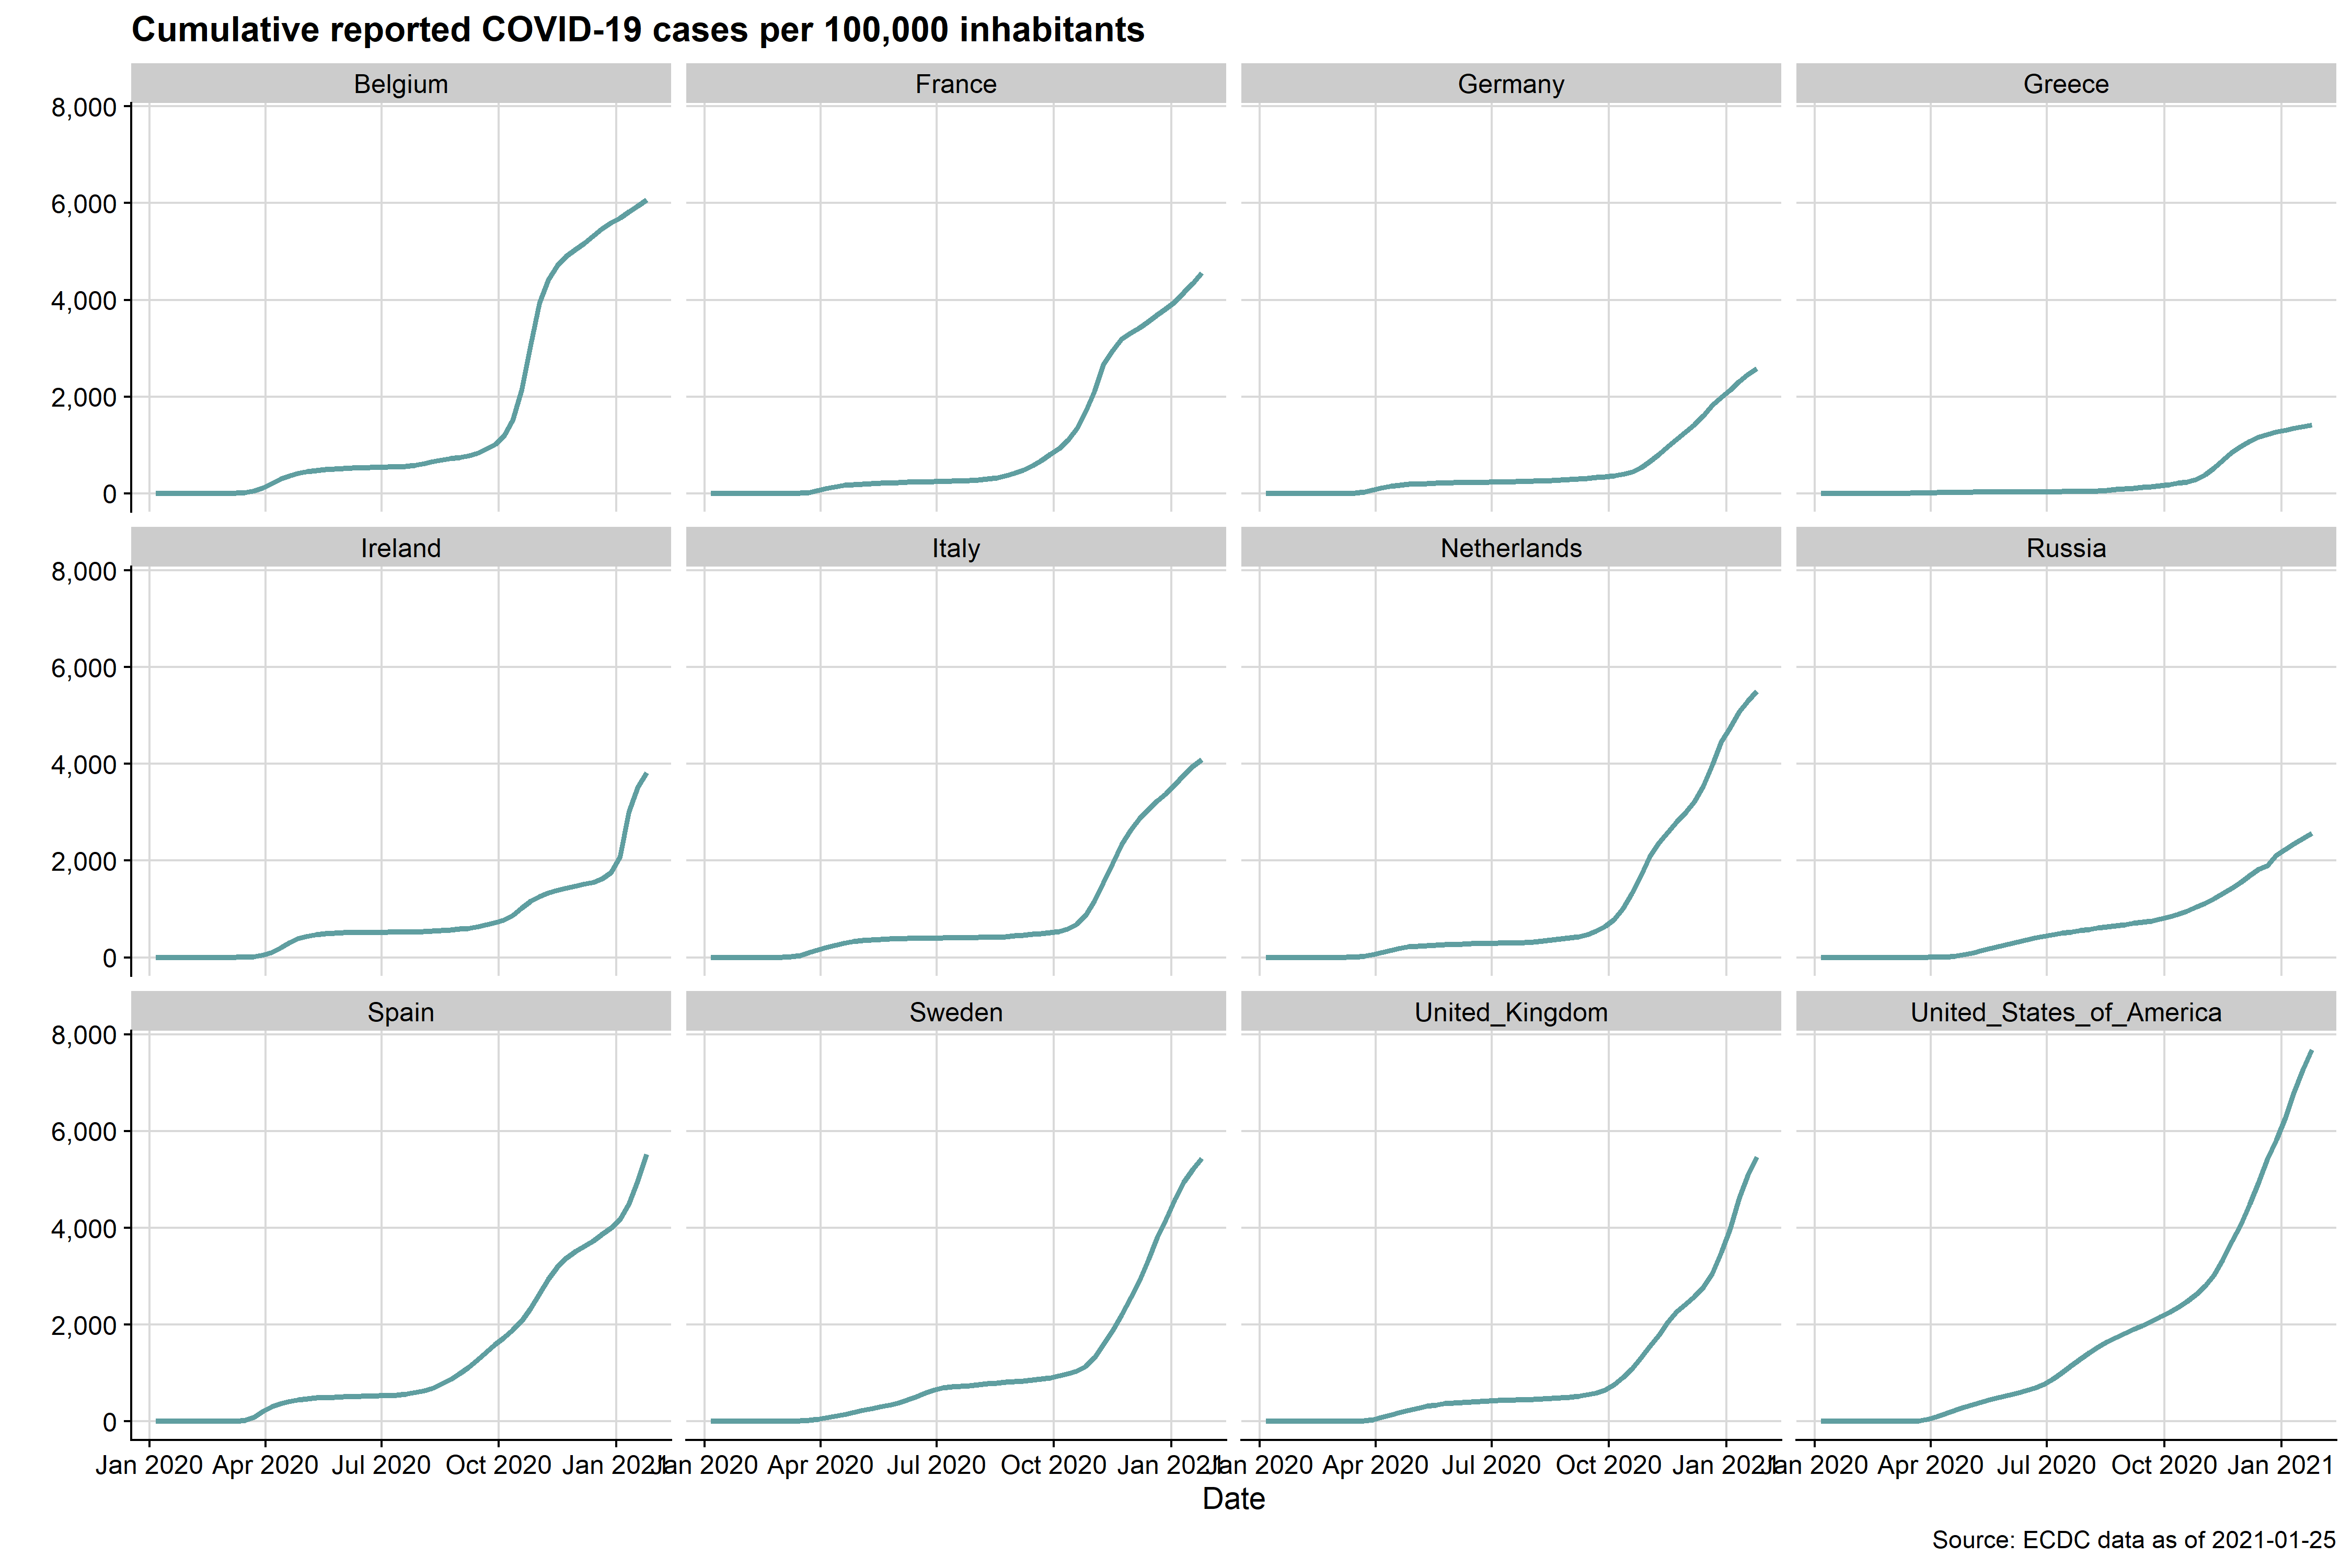 Cumulative reported COVID-19 cases per 100,000 inhabitants
Belgium France Germany Greece
8,000
6,000
4,000
2,000
0
Ireland Italy Netherlands Russia
8,000
6,000
4,000
2,000
0
Spain Sweden United_Kingdom United_States_of_America
8,000
6,000
4,000
2,000
0
Jan 2020 Apr 2020 Jul 2020 Oct 2020 Jan 2021 Jan 2020 Apr 2020 Jul 2020 Oct 2020 Jan 2021 Jan 2020 Apr 2020 Jul 2020 Oct 2020 Jan 2021 Jan 2020 Apr 2020 Jul 2020 Oct 2020 Jan 2021
Date
Source: ECDC data as of 2021-01-25